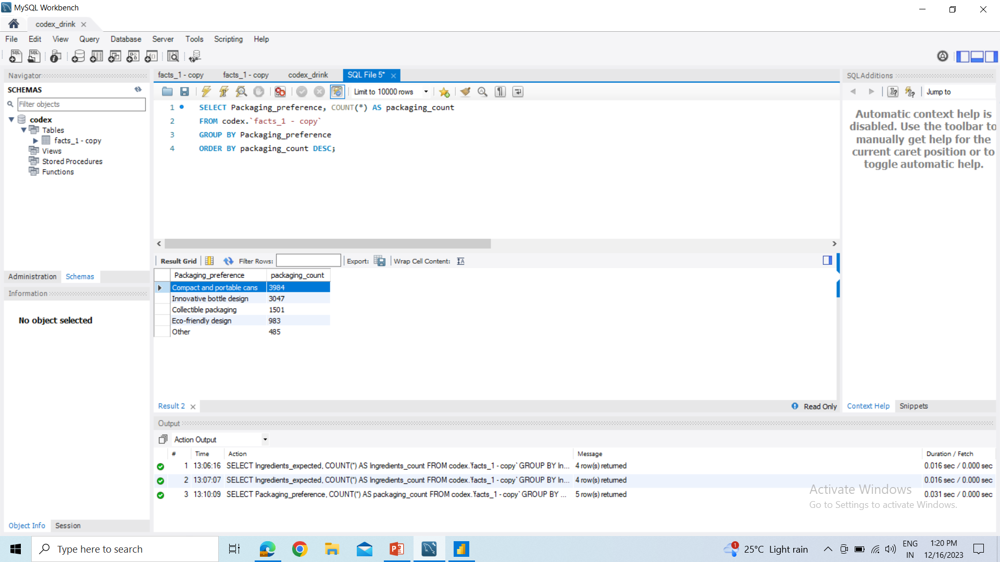 MySQL Workbench
codex_drink
File Edit View Query Database Server Tools Scripting Help
Navigator
SCHEMAS
Filter objects
codex
Tables
facts_1 - copy
Views
Stored Procedures
Functions
Administration Schemas
Information
No object selected
Object Info Session
facts_1 - copy facts_1 - copy codex_drink SQL File 5*
Limit to 10000 rows
1 SELECT Packaging_preference, COUNT(*) AS packaging_count
2 FROM codex.`facts_1 - copy`
3 GROUP BY Packaging_preference
4 ORDER BY packaging_count DESC;
Result Grid Filter Rows: Export: Wrap Cell Content:
Packaging_preference packaging_count
Compact and portable cans 3984
Innovative bottle design 3047
Collectible packaging 1501
Eco-friendly design 983
Other 485
Result 2 Read Only
SQLAdditions
Jump to
Automatic context help is
disabled. Use the toolbar to
manually get help for the
current caret position or to
toggle automatic help.
Context Help Snippets
Output
Action Output
# Time Action Message Duration / Fetch
1 13:06:16 SELECT Ingredients_expected, COUNT(*) AS Ingredients_count FROM codex.`facts_1 - copy` GROUP BY In... 4 row(s) returned 0.016 sec / 0.000 sec
2 13:07:07 SELECT Ingredients_expected, COUNT(*) AS Ingredients_count FROM codex.`facts_1 - copy` GROUP BY In... 4 row(s) returned 0.016 sec / 0.000 sec
3 13:10:09 SELECT Packaging_preference, COUNT(*) AS packaging_count FROM codex.`facts_1 - copy` GROUP BY ... 5 row(s) returned 0.031 sec / 0.000 sec
Activate Windows
Go to Settings to activate Windows.
Type here to search
1
25°C Light rain
ENG
IN
1:20 PM
12/16/2023